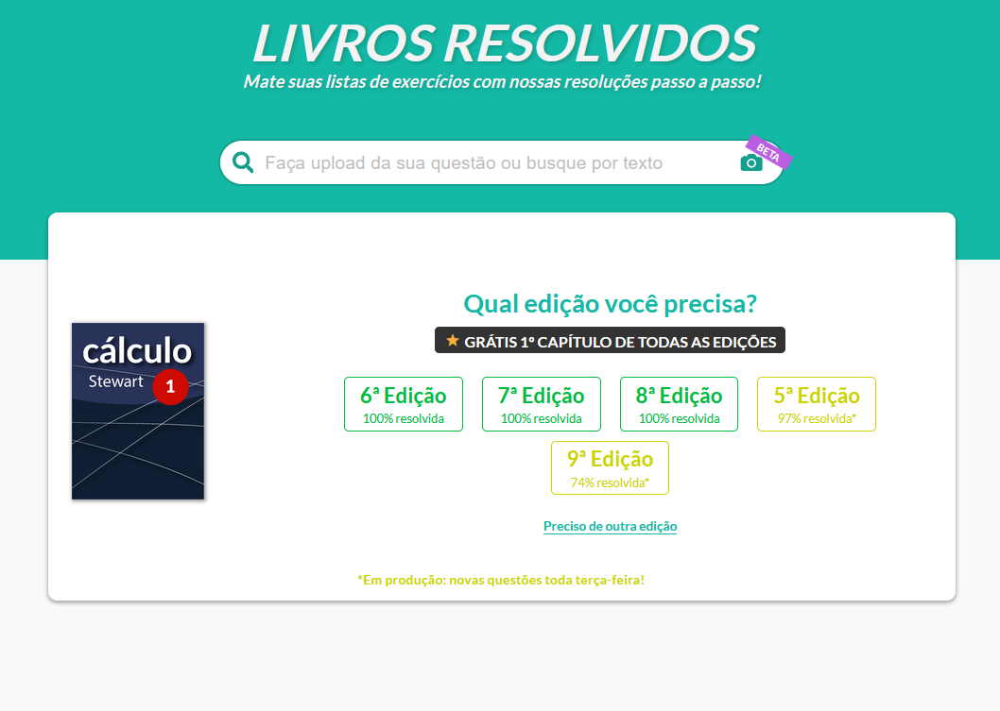 LIVROS RESOLVIDOS
Mate suas listas de exercícios com nossas resoluções passo a passo!
Faça upload da sua questão ou busque por texto
BETA
Qual edição você precisa?
GRÁTIS 1º CAPÍTULO DE TODAS AS EDIÇÕES
cálculo
Stewart 1
6ª Edição 7ª Edição 8ª Edição 5ª Edição
100% resolvida 100% resolvida 100% resolvida 97% resolvida*
9ª Edição
74% resolvida*
Preciso de outra edição
*Em produção: novas questões toda terça-feira!